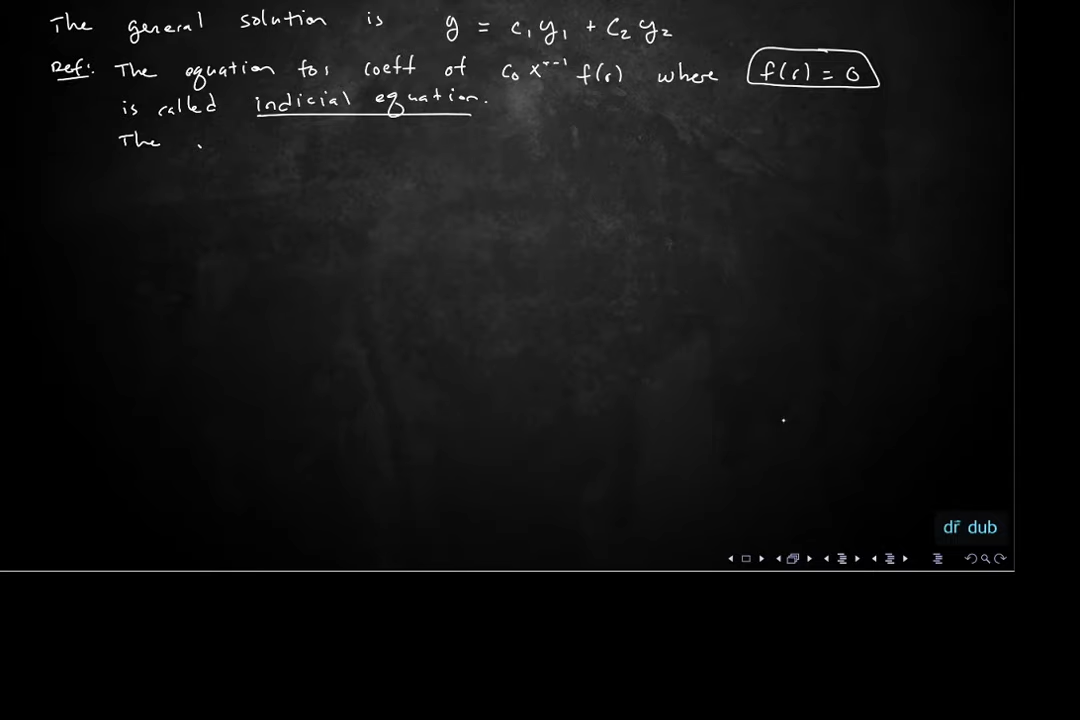 The general solution is y = c₁y₁ + c₂y₂
Def: The equation for coeff of c₀ x^{r-1} f(r) where f(r) = 0
is called indicial equation.
The
dr dub